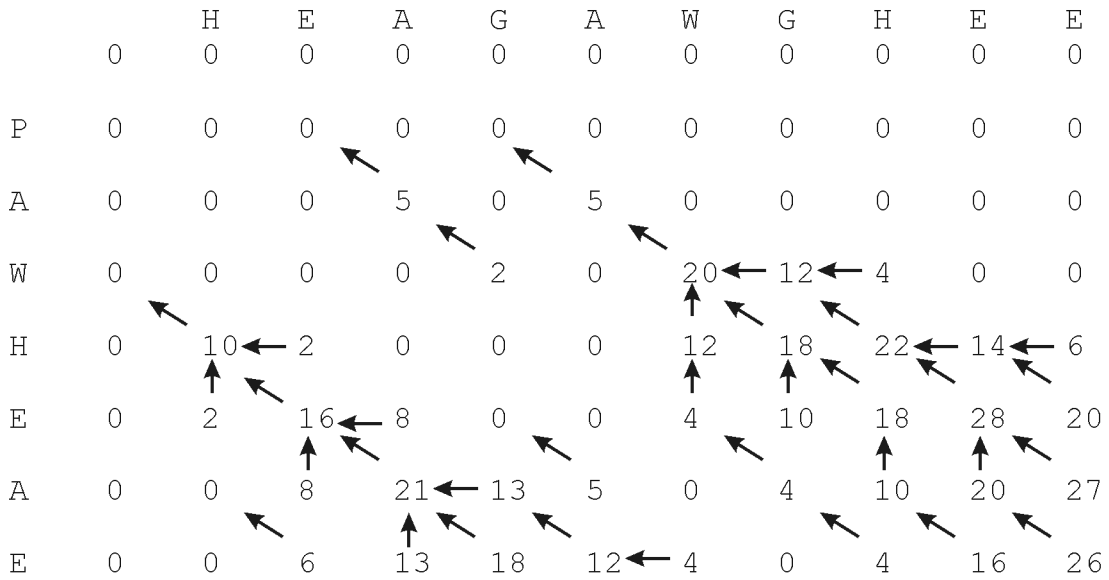 H E A G A W G H E E
0 0 0 0 0 0 0 0 0 0 0
P 0 0 0 0 0 0 0 0 0 0 0
A 0 0 0 5 0 5 0 0 0 0 0
W 0 0 0 0 2 0 20 12 4 0 0
H 0 10 2 0 0 0 12 18 22 14 6
E 0 2 16 8 0 0 4 10 18 28 20
A 0 0 8 21 13 5 0 4 10 20 27
E 0 0 6 13 18 12 4 0 4 16 26